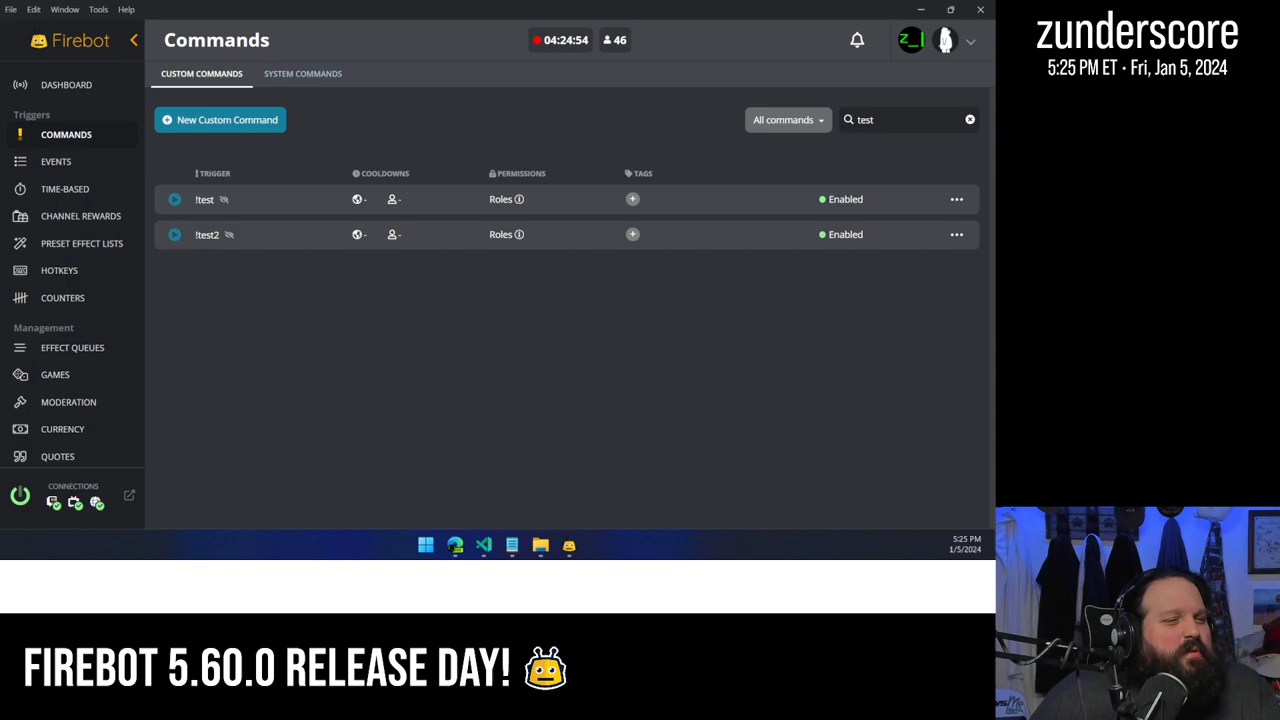 File Edit Window Tools Help
Firebot
Commands
04:24:54
46
z_|
zunderscore
5:25 PM ET • Fri, Jan 5, 2024
CUSTOM COMMANDS
SYSTEM COMMANDS
DASHBOARD
Triggers
COMMANDS
EVENTS
TIME-BASED
CHANNEL REWARDS
PRESET EFFECT LISTS
HOTKEYS
COUNTERS
Management
EFFECT QUEUES
GAMES
MODERATION
CURRENCY
QUOTES
CONNECTIONS
New Custom Command
All commands
test
TRIGGER COOLDOWNS PERMISSIONS TAGS
!test - - Roles Enabled
!test2 - - Roles Enabled
5:25 PM
1/5/2024
FIREBOT 5.60.0 RELEASE DAY!